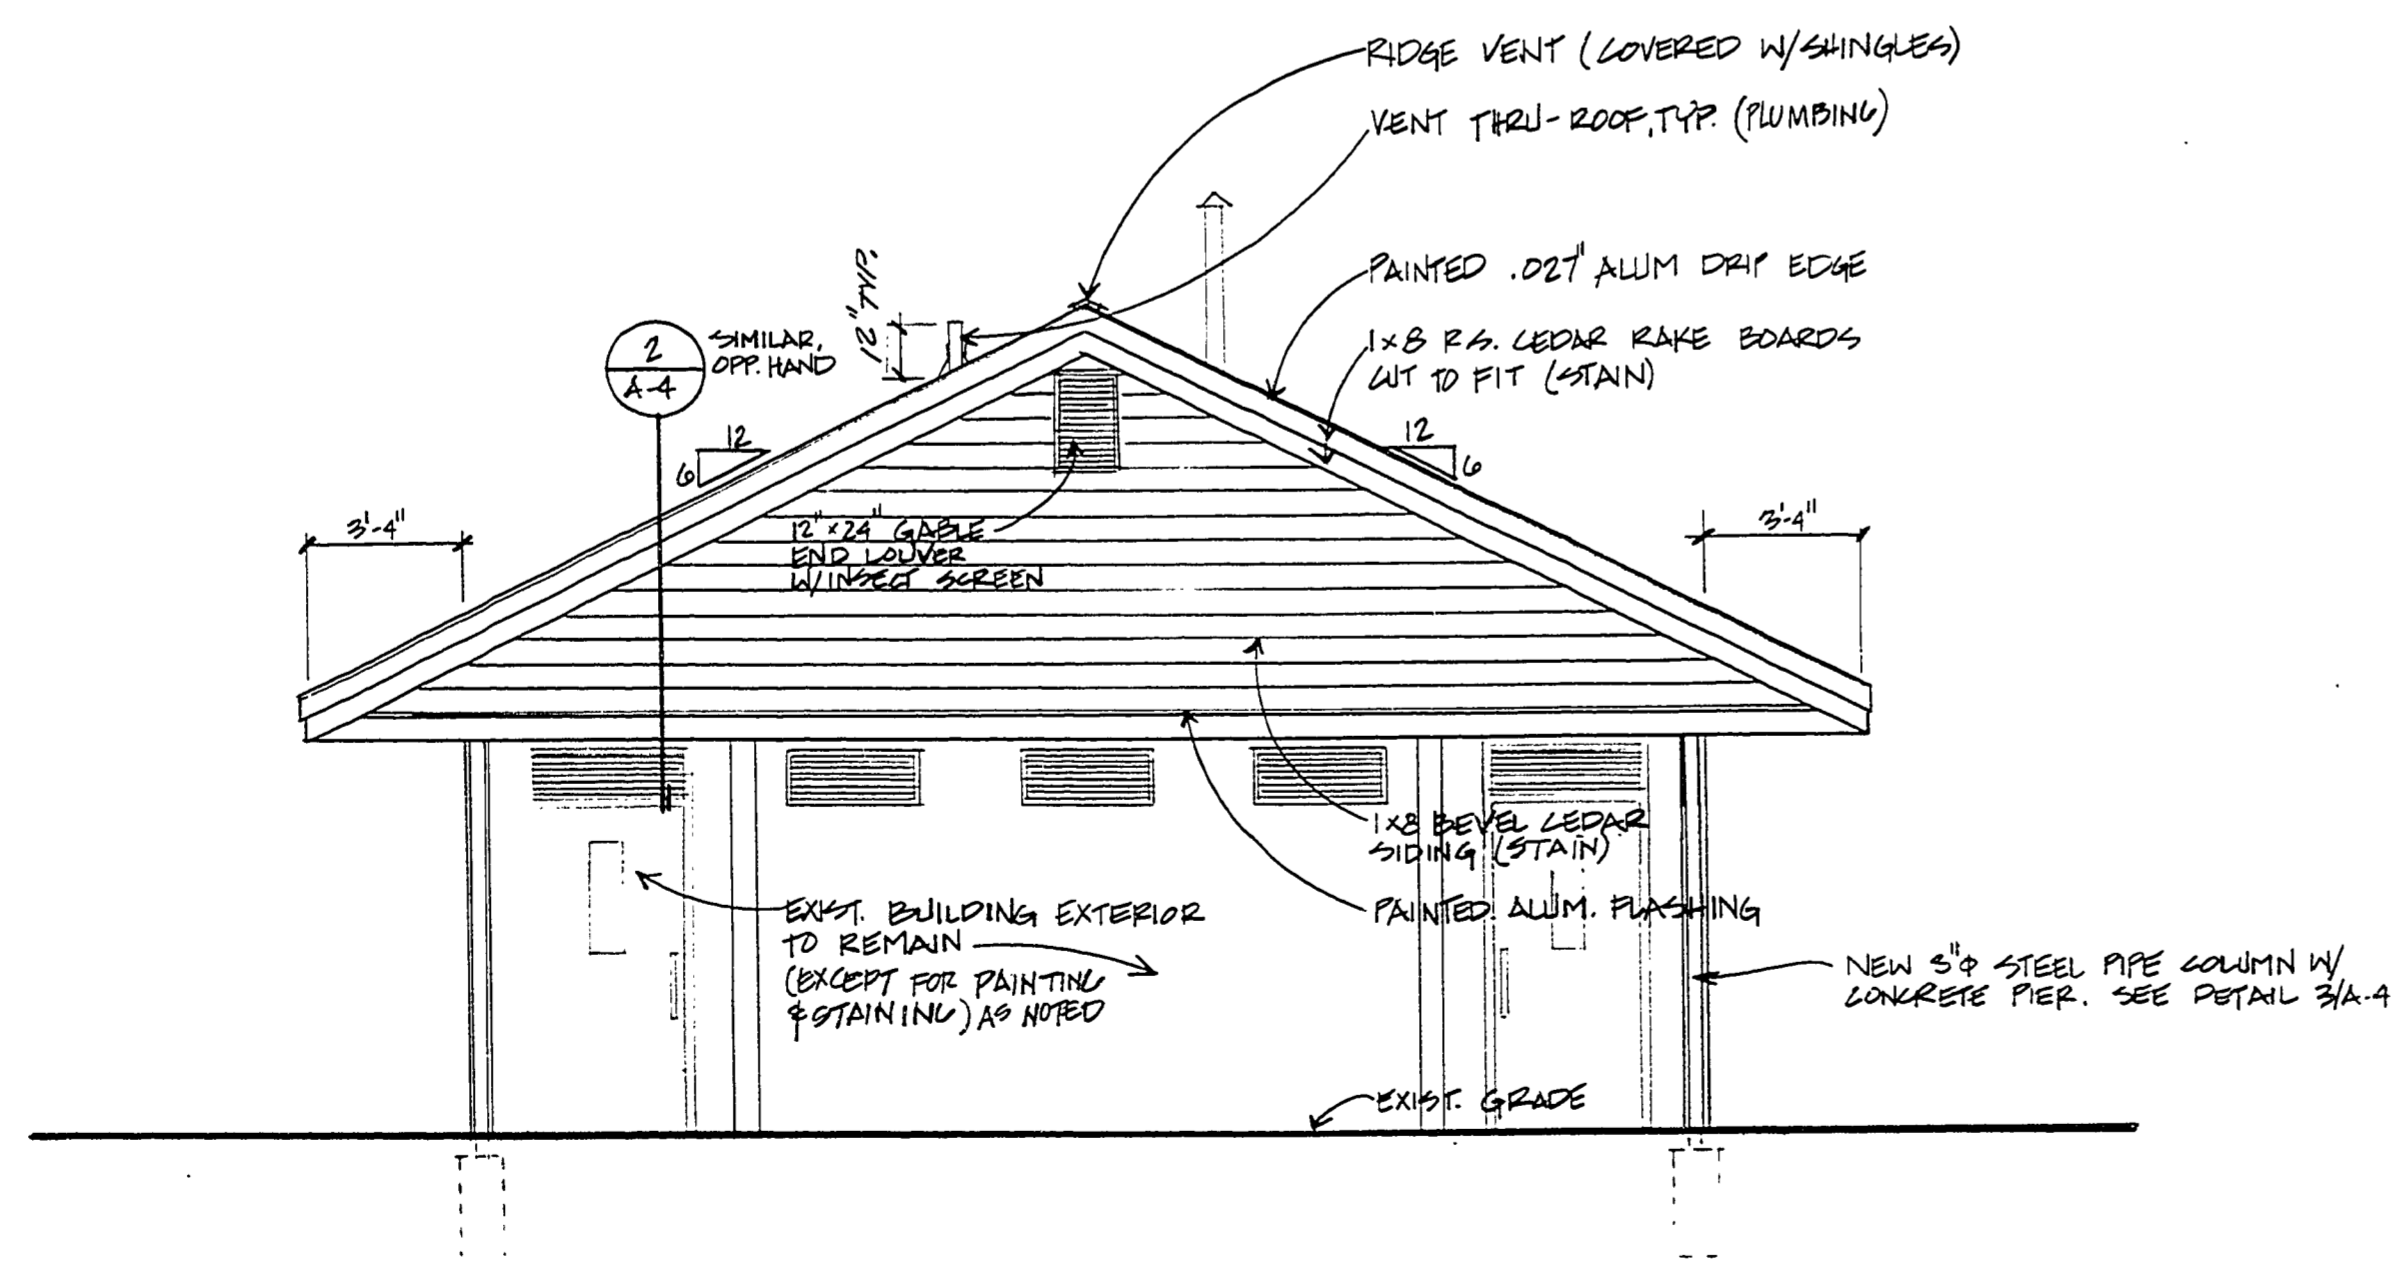 RIDGE VENT (COVERED W/SHINGLES)
VENT THRU-ROOF, TYP. (PLUMBING)
PAINTED .027" ALUM DRIP EDGE
12" TYP.
2
A-4
SIMILAR,
OPP. HAND
1x8 R.S. CEDAR RAKE BOARDS
CUT TO FIT (STAIN)
12
6
12
6
3'-4"
3'-4"
12"x24" GABLE
END LOUVER
W/INSECT SCREEN
1x8 BEVEL CEDAR
SIDING (STAIN)
PAINTED ALUM. FLASHING
EXIST. BUILDING EXTERIOR
TO REMAIN
(EXCEPT FOR PAINTING
& STAINING) AS NOTED
NEW 3"φ STEEL PIPE COLUMN W/
CONCRETE PIER. SEE DETAIL 3/A-4
EXIST. GRADE